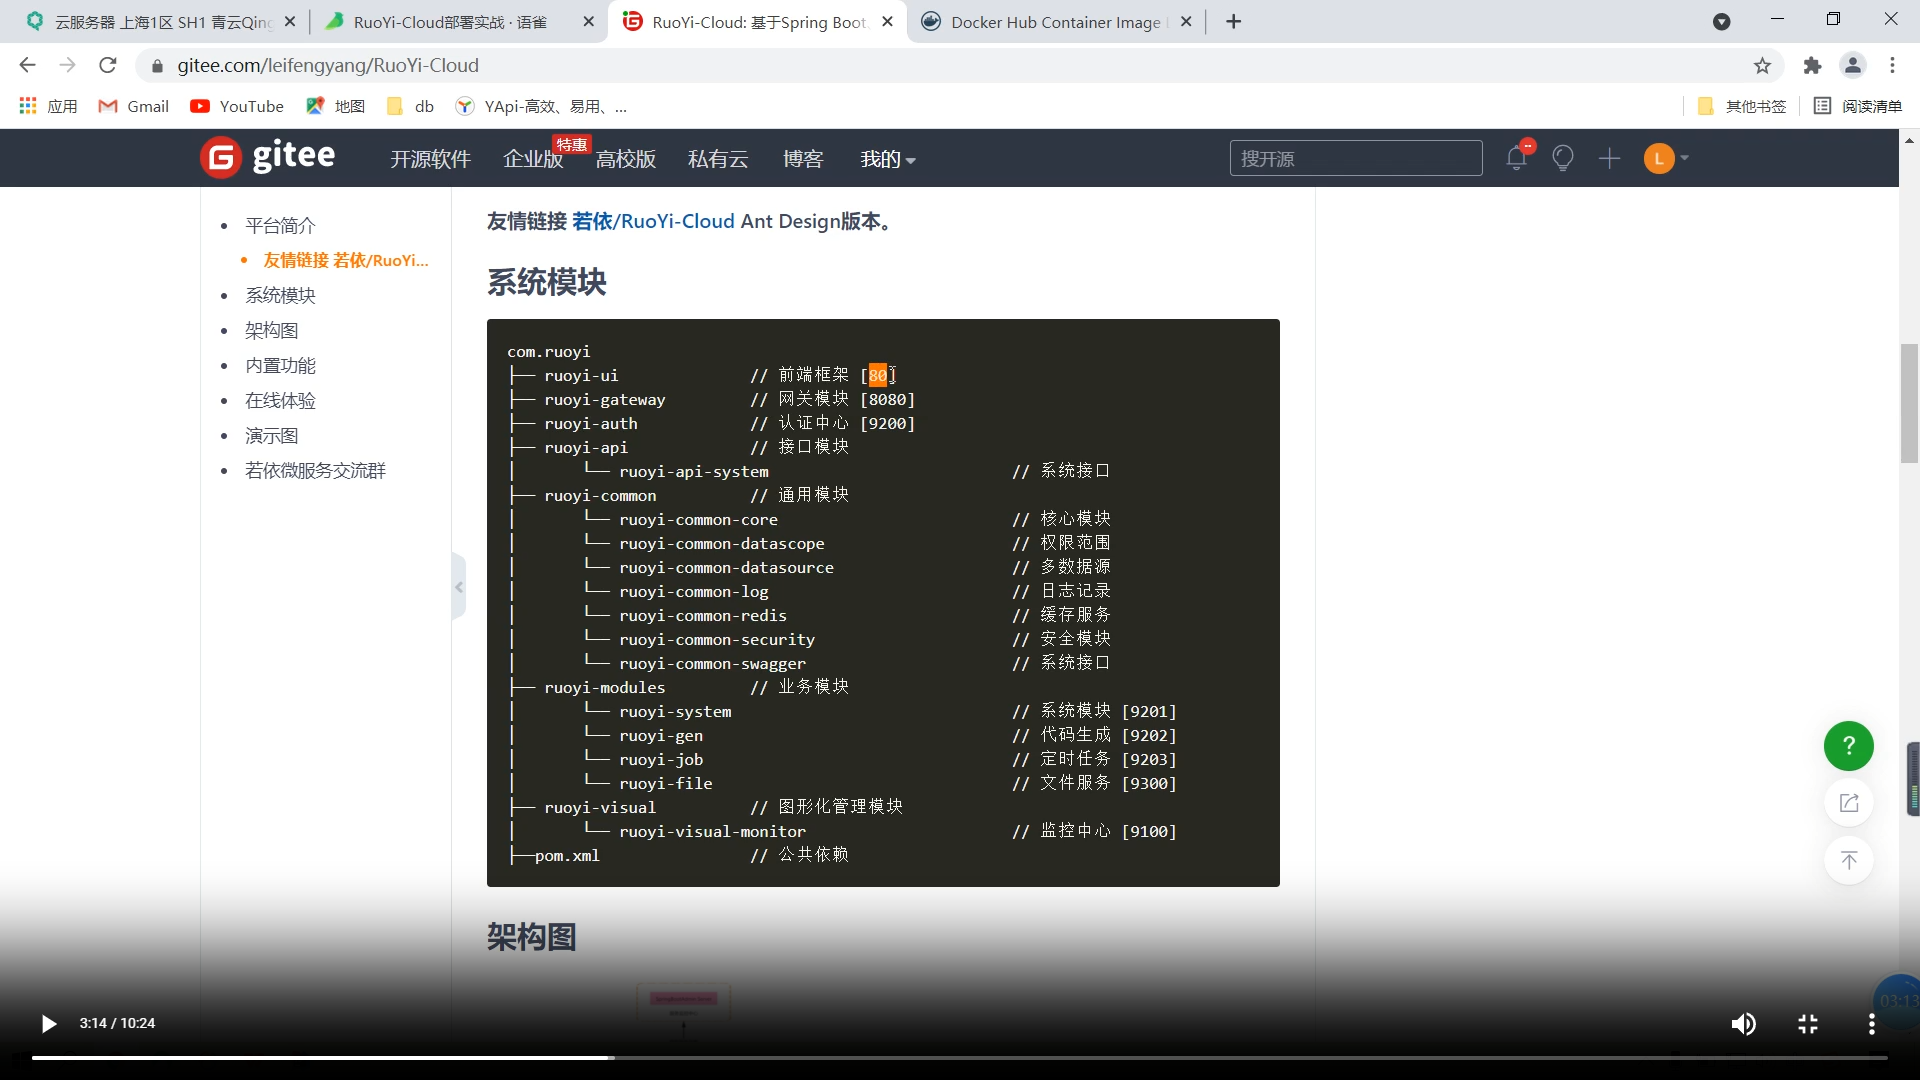 云服务器 上海1区 SH1 青云Qing
RuoYi-Cloud部署实战 · 语雀
RuoYi-Cloud: 基于Spring Boot,
Docker Hub Container Image
gitee.com/leifengyang/RuoYi-Cloud
应用
Gmail
YouTube
地图
db
YApi-高效、易用、...
其他书签
阅读清单
gitee
开源软件
企业版
特惠
高校版
私有云
博客
我的
搜开源
L
平台简介
友情链接 若依/RuoYi...
系统模块
架构图
内置功能
在线体验
演示图
若依微服务交流群
友情链接 若依/RuoYi-Cloud Ant Design版本。
系统模块
com.ruoyi
├── ruoyi-ui // 前端框架 [80]
├── ruoyi-gateway // 网关模块 [8080]
├── ruoyi-auth // 认证中心 [9200]
├── ruoyi-api // 接口模块
│ └── ruoyi-api-system // 系统接口
├── ruoyi-common // 通用模块
│ └── ruoyi-common-core // 核心模块
│ └── ruoyi-common-datascope // 权限范围
│ └── ruoyi-common-datasource // 多数据源
│ └── ruoyi-common-log // 日志记录
│ └── ruoyi-common-redis // 缓存服务
│ └── ruoyi-common-security // 安全模块
│ └── ruoyi-common-swagger // 系统接口
├── ruoyi-modules // 业务模块
│ └── ruoyi-system // 系统模块 [9201]
│ └── ruoyi-gen // 代码生成 [9202]
│ └── ruoyi-job // 定时任务 [9203]
│ └── ruoyi-file // 文件服务 [9300]
├── ruoyi-visual // 图形化管理模块
│ └── ruoyi-visual-monitor // 监控中心 [9100]
├──pom.xml // 公共依赖
架构图
?
03:13
3:14 / 10:24